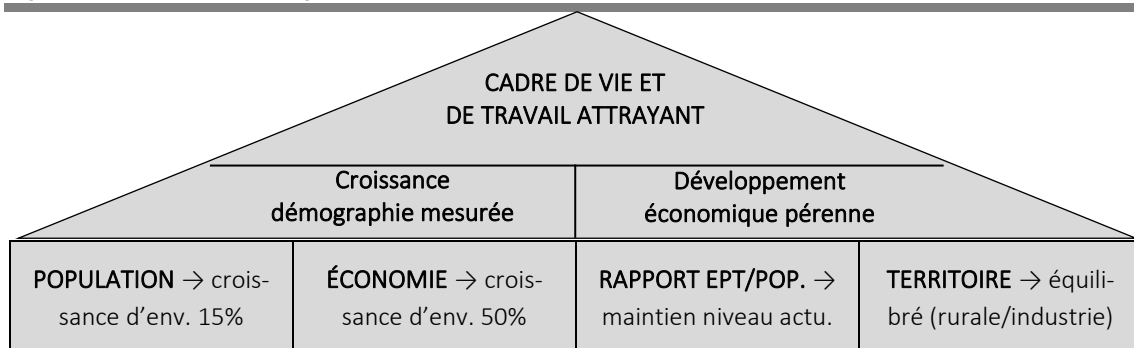 CADRE DE VIE ET
DE TRAVAIL ATTRAYANT
Croissance
démographie mesurée
Développement
économique pérenne
POPULATION → crois-
sance d’env. 15%
ÉCONOMIE → crois-
sance d’env. 50%
RAPPORT EPT/POP. →
maintien niveau actu.
TERRITOIRE → équili-
bré (rurale/industrie)